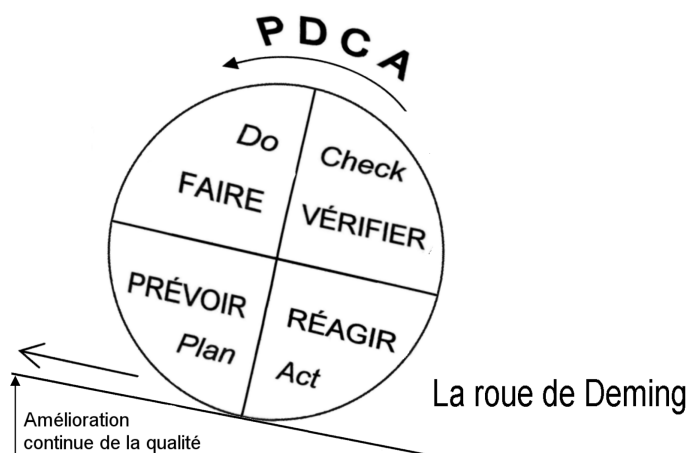 PDCA
Do
FAIRE
Check
VÉRIFIER
PRÉVOIR
Plan
RÉAGIR
Act
La roue de Deming
Amélioration
continue de la qualité